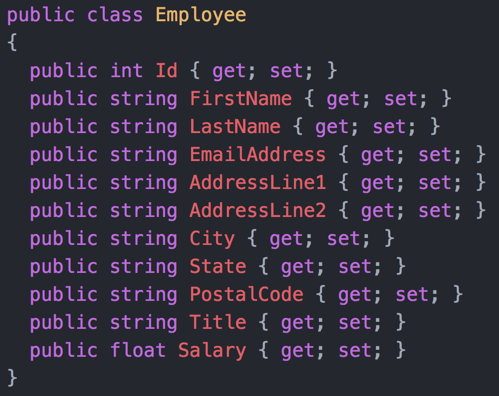 public class Employee
{
  public int Id { get; set; }
  public string FirstName { get; set; }
  public string LastName { get; set; }
  public string EmailAddress { get; set; }
  public string AddressLine1 { get; set; }
  public string AddressLine2 { get; set; }
  public string City { get; set; }
  public string State { get; set; }
  public string PostalCode { get; set; }
  public string Title { get; set; }
  public float Salary { get; set; }
}